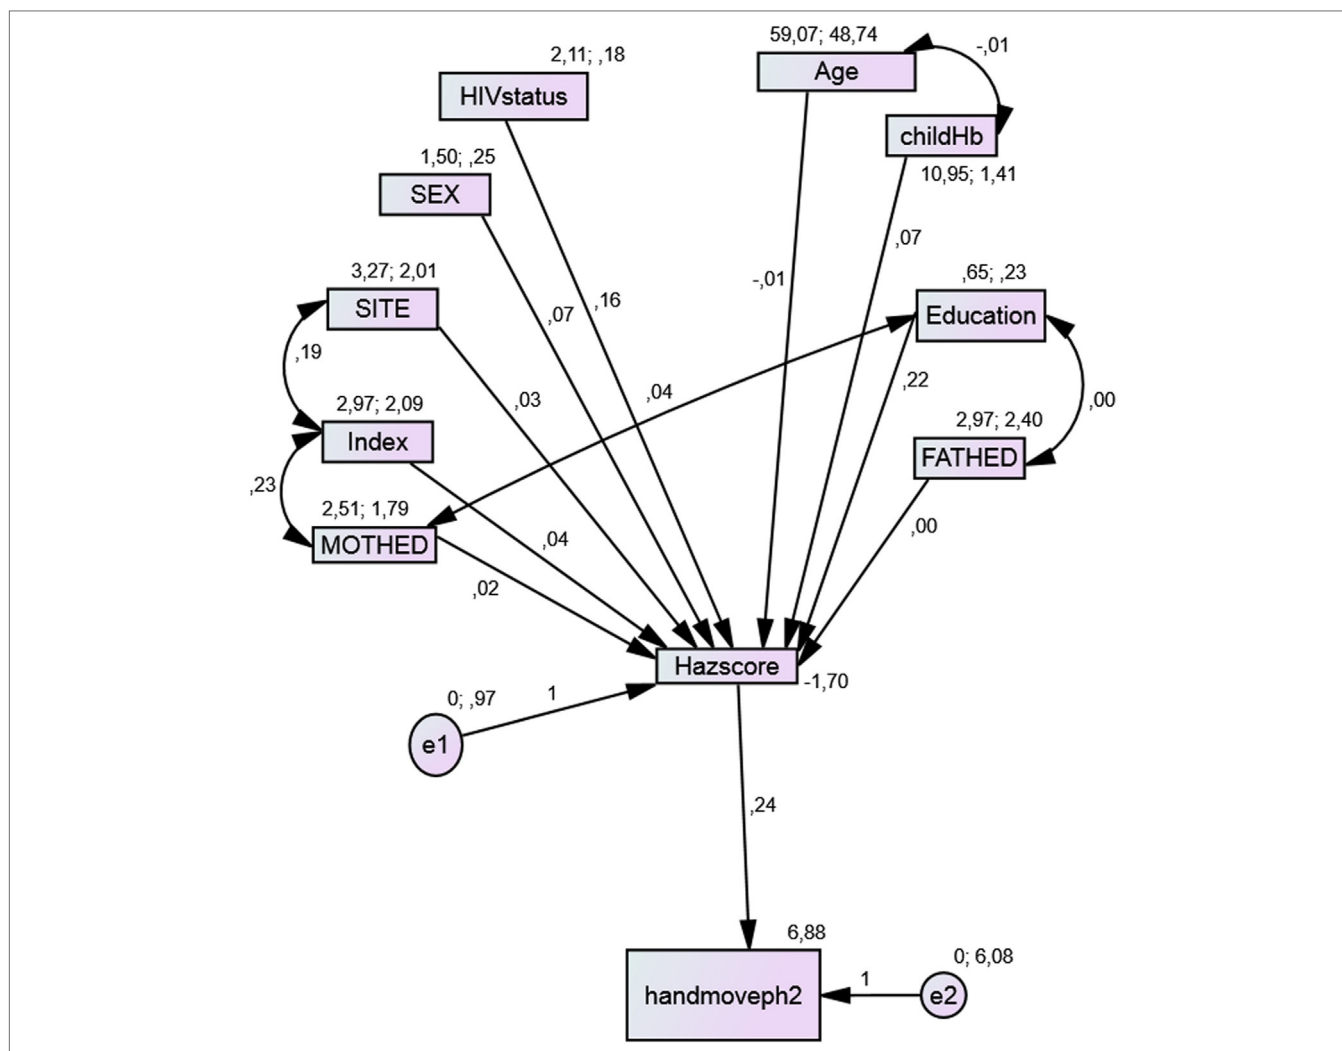 59,07; 48,74
-,01
2,11; ,18
Age
HIVstatus
childHb
1,50; ,25
10,95; 1,41
SEX
,07
3,27; 2,01
,65; ,23
-,01
SITE
,16
,07
Education
,19
,04
,22
,03
,00
2,97; 2,09
2,97; 2,40
Index
FATHED
,23
2,51; 1,79
,00
MOTHED
,04
,02
Hazscore
-1,70
0; ,97
1
e1
,24
6,88
0; 6,08
handmoveph2
1
e2